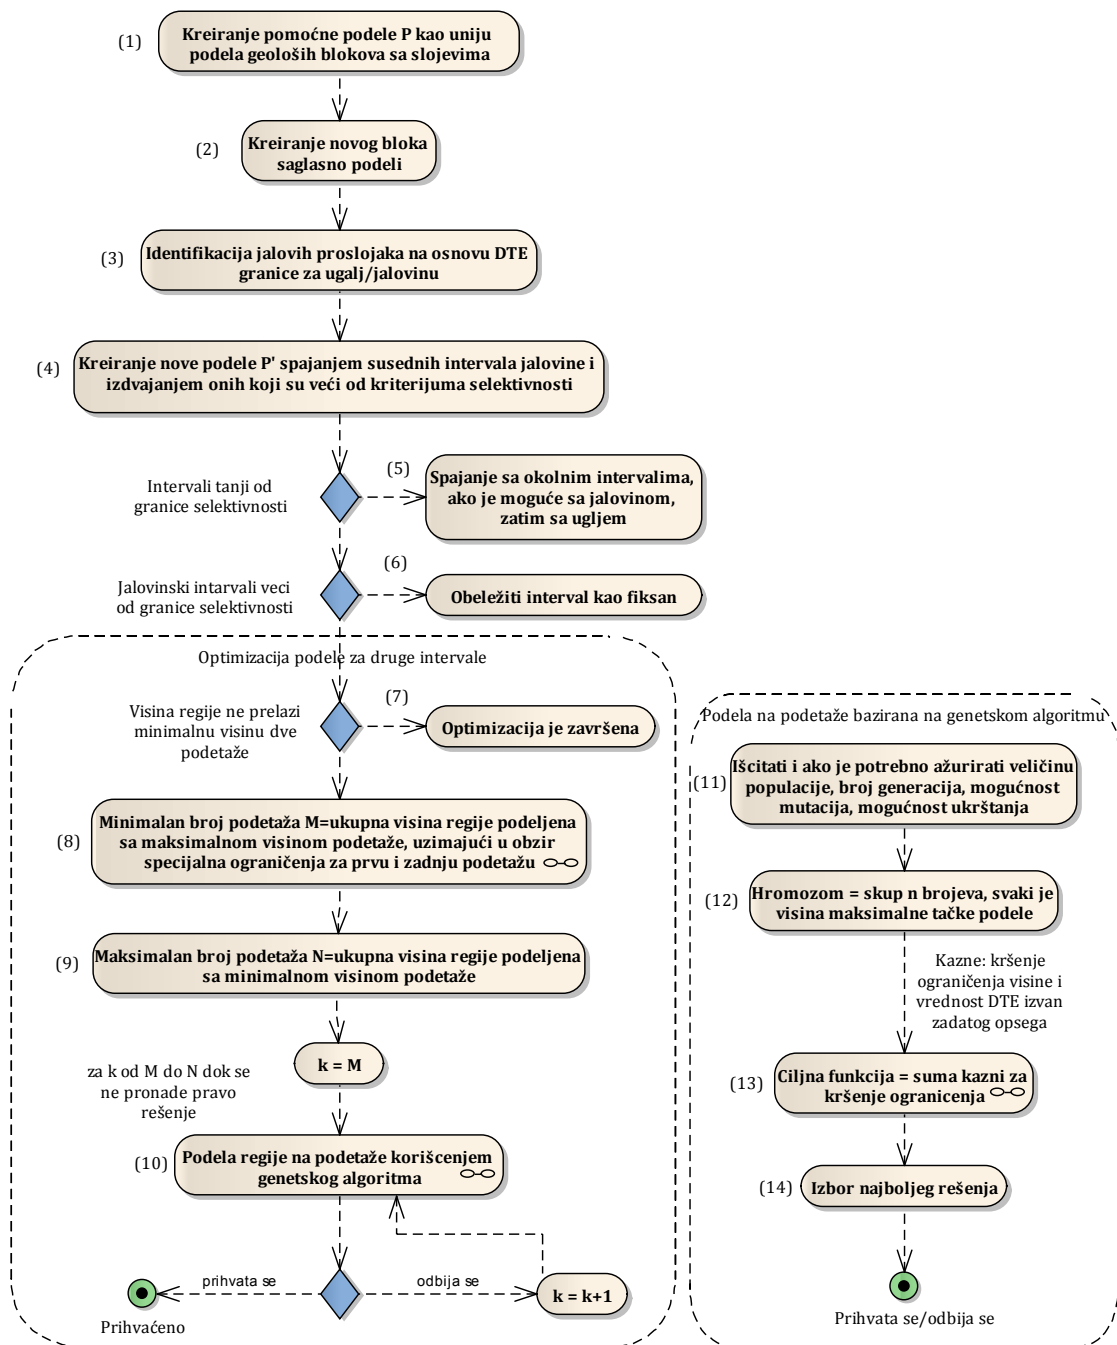 (1)
Kreiranje pomoćne podele P kao uniju
podela geološih blokova sa slojevima
(2)
Kreiranje novog bloka
saglasno podeli
(3)
Identifikacija jalovih proslojaka na osnovu DTE
granice za ugalj/jalovinu
(4)
Kreiranje nove podele P' spajanjem susednih intervala jalovine i
izdvajanjem onih koji su veći od kriterijuma selektivnosti
Intervali tanji od
granice selektivnosti
(5)
Spajanje sa okolnim intervalima,
ako je moguće sa jalovinom,
zatim sa ugljem
Jalovinski intarvali veci
od granice selektivnosti
(6)
Obeležiti interval kao fiksan
Optimizacija podele za druge intervale
Visina regije ne prelazi
minimalnu visinu dve
podetaže
(7)
Optimizacija je završena
(8)
Minimalan broj podetaža M=ukupna visina regije podeljena
sa maksimalnom visinom podetaže, uzimajući u obzir
specijalna ograničenja za prvu i zadnju podetažu
(9)
Maksimalan broj podetaža N=ukupna visina regije podeljena
sa minimalnom visinom podetaže
k = M
za k od M do N dok se
ne pronađe pravo
rešenje
(10)
Podela regije na podetaže korišcenjem
genetskog algoritma
prihvata se
odbija se
k = k+1
Prihvaćeno
Podela na podetaže bazirana na genetskom algoritmu
(11)
Išcitati i ako je potrebno ažurirati veličinu
populacije, broj generacija, mogućnost
mutacija, mogućnost ukrštanja
(12)
Hromozom = skup n brojeva, svaki je
visina maksimalne tačke podele
Kazne: kršenje
ograničenja visine i
vrednost DTE izvan
zadatog opsega
(13)
Ciljna funkcija = suma kazni za
kršenje ogranicenja
(14)
Izbor najboljeg rešenja
Prihvata se/odbija se